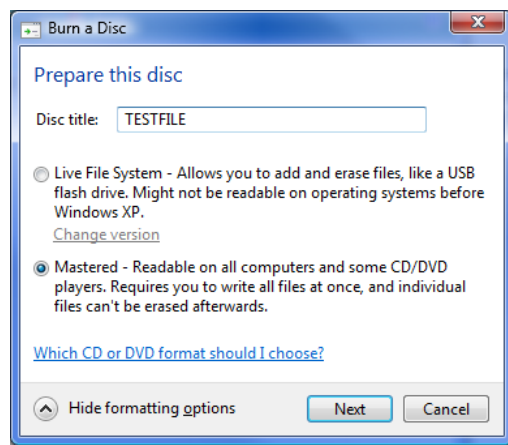 Burn a Disc
Prepare this disc
Disc title: TESTFILE
Live File System - Allows you to add and erase files, like a USB
flash drive. Might not be readable on operating systems before
Windows XP.
Change version
Mastered - Readable on all computers and some CD/DVD
players. Requires you to write all files at once, and individual
files can't be erased afterwards.
Which CD or DVD format should I choose?
Hide formatting options Next Cancel